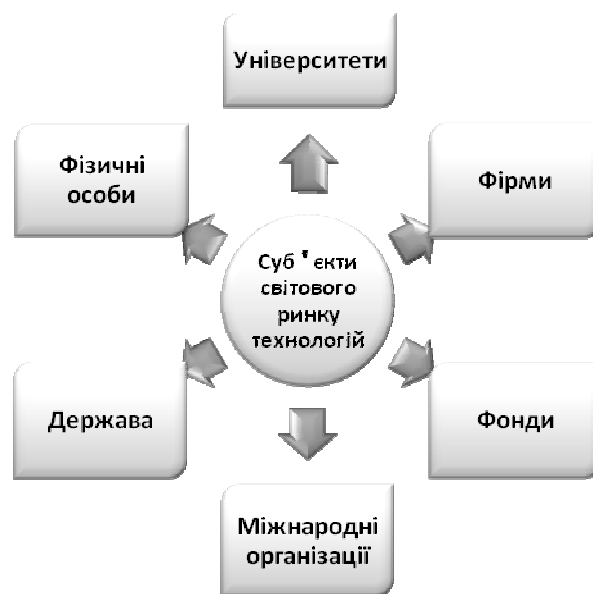 Університети
Фізичні
особи
Фірми
Суб'єкти
світового
ринку
технологій
Держава
Фонди
Міжнародні
організації